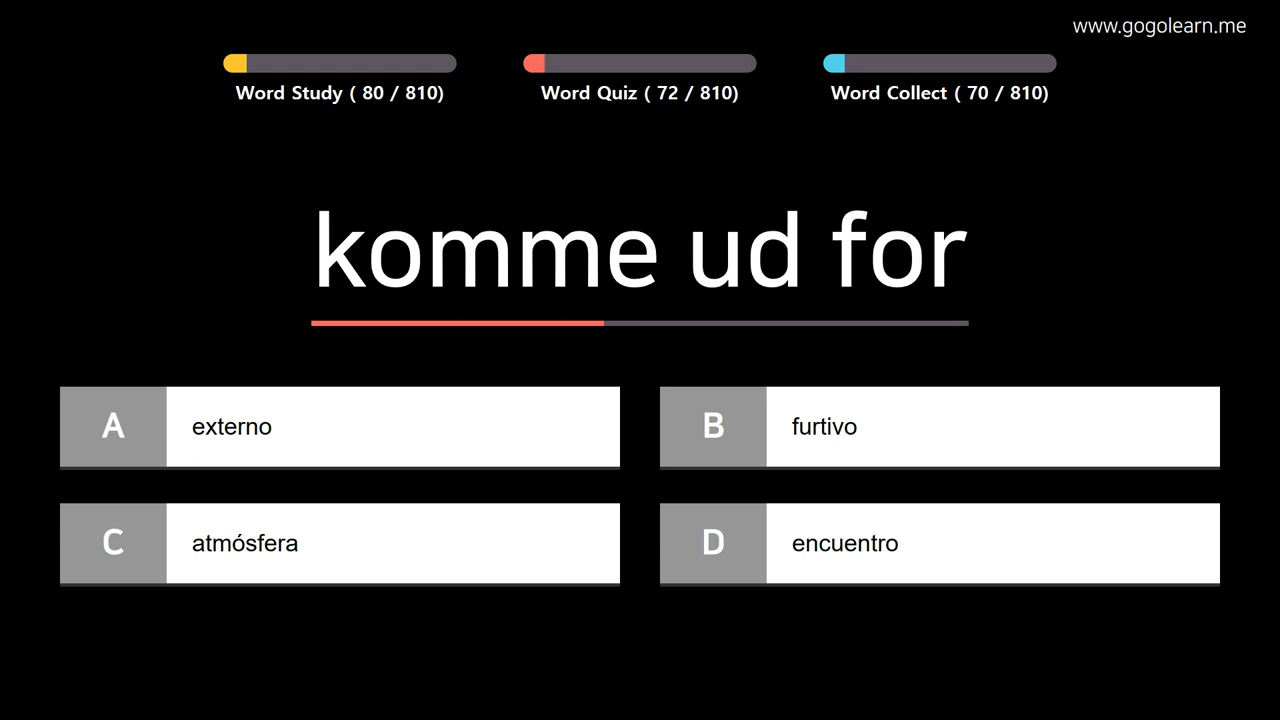 www.gogolearn.me
Word Study ( 80 / 810)
Word Quiz ( 72 / 810)
Word Collect ( 70 / 810)
komme ud for
A externo
B furtivo
C atmósfera
D encuentro